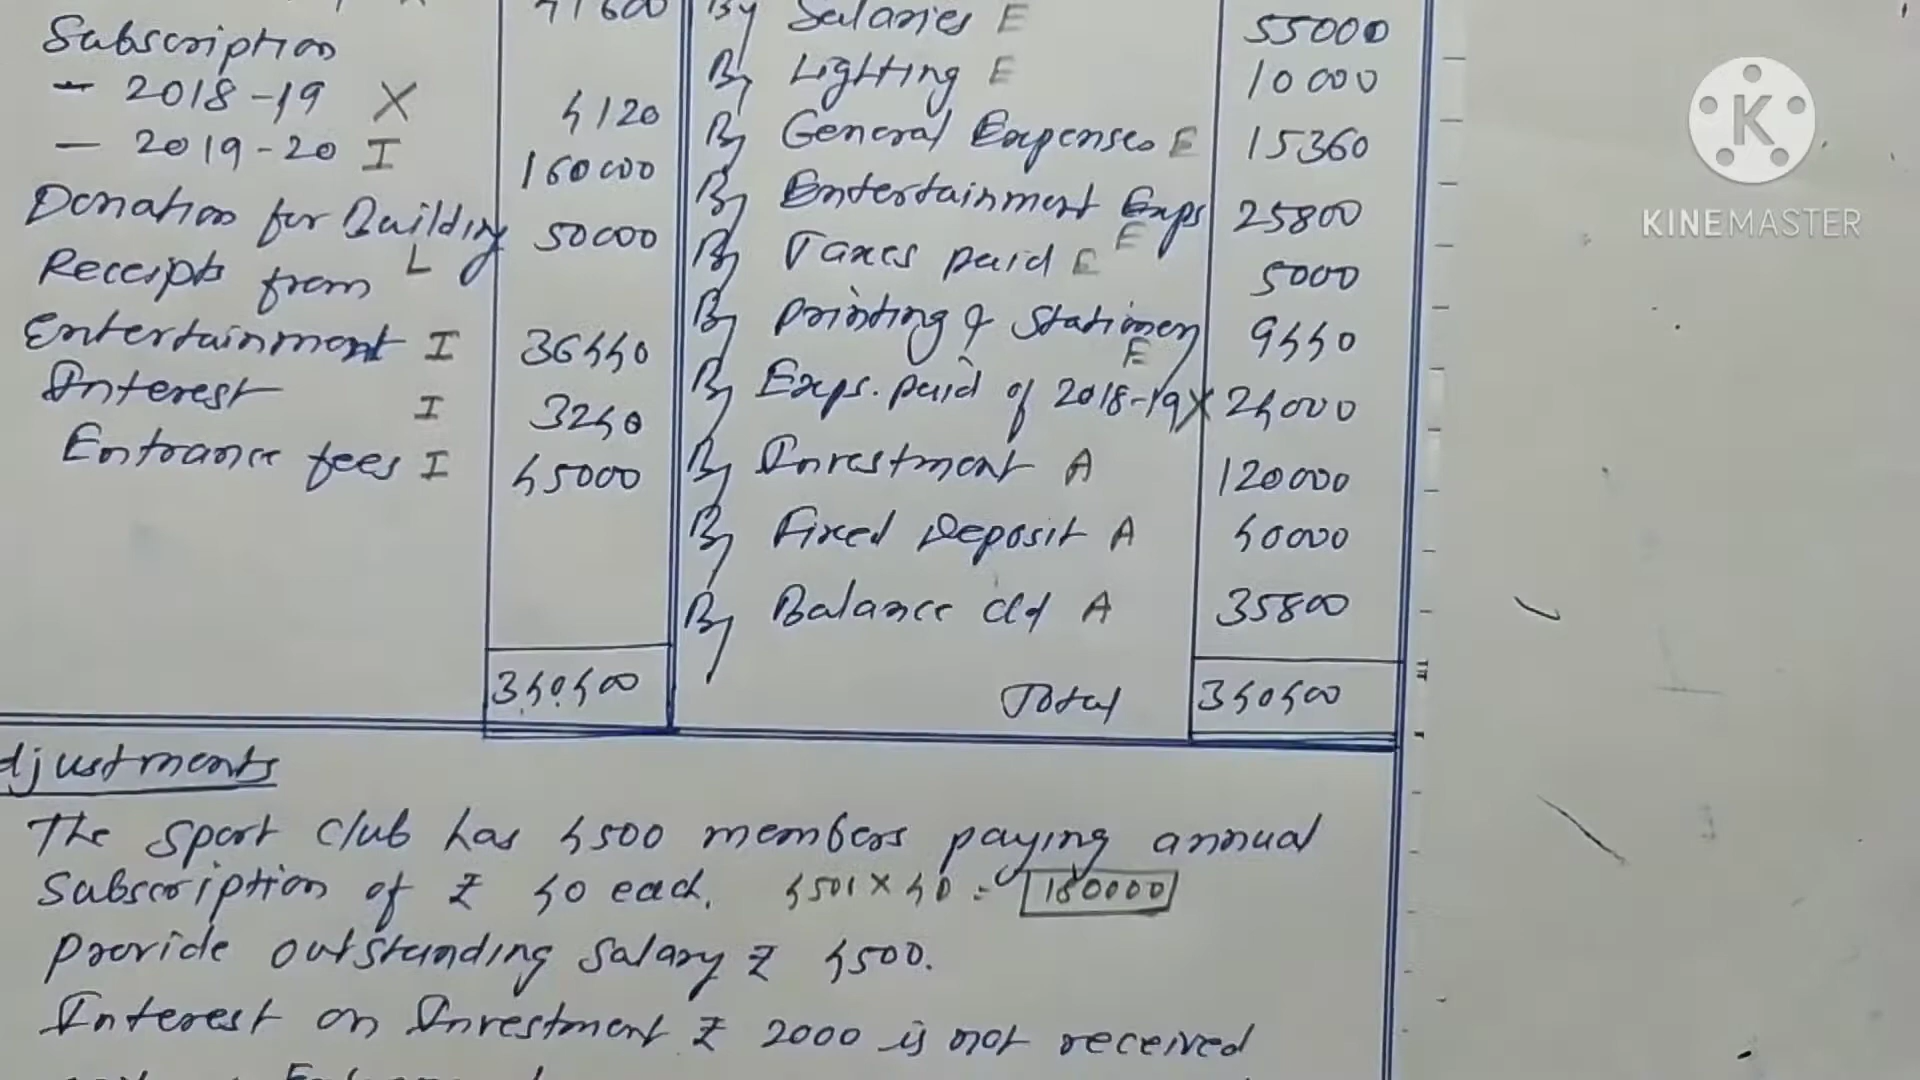 41600
Subscription
- 2018-19 X 4120
- 2019-20 I 160000
Donation for Building 50000
L
Receipts from
Entertainment I 36440
Interest I 3240
Entrance fees I 45000
340400
By Salaries E 55000
By Lighting E 10000
By General Expenses E 15360
By Entertainment Exps 25800
E
By Taxes paid E 5000
By Printing & Stationery 9440
E
By Exps. paid of 2018-19 X 24000
By Investment A 120000
By Fixed Deposit A 40000
By Balance c/d A 35800
Total 340400
djustments
The Sport Club has 4500 members paying annual
Subscription of ₹ 40 each. 4500 X 40 = 180000
Provide outstanding Salary ₹ 4500.
Interest on Investment ₹ 2000 is not received
K
KINEMASTER